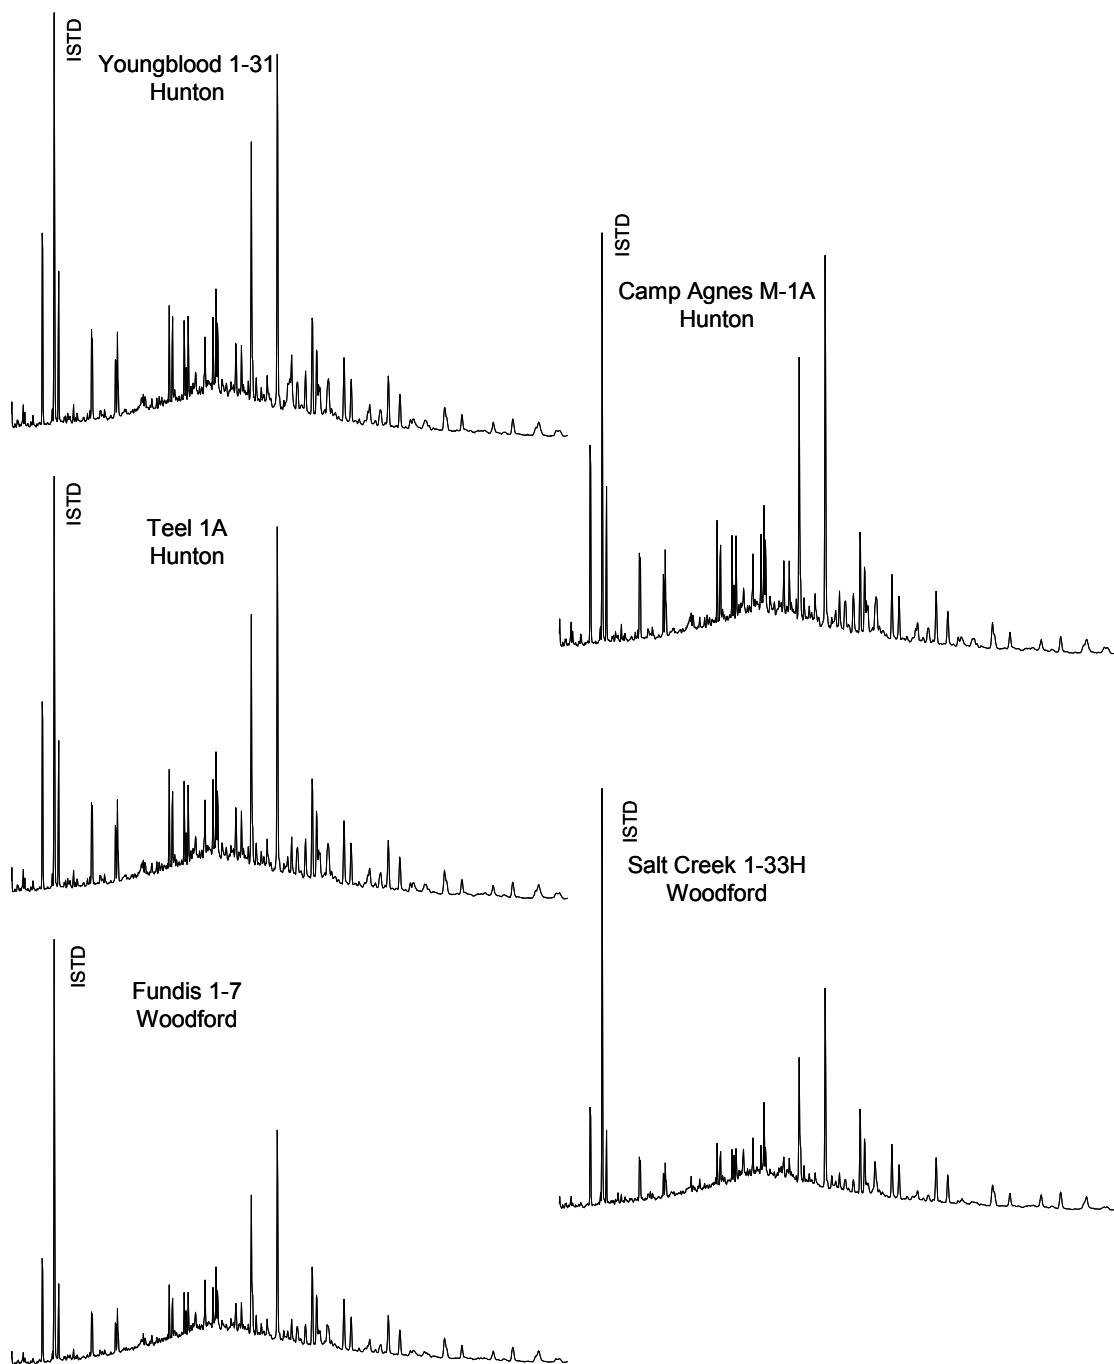 ISTD
Youngblood 1-31
Hunton
ISTD
Camp Agnes M-1A
Hunton
ISTD
Teel 1A
Hunton
ISTD
Salt Creek 1-33H
Woodford
ISTD
Fundis 1-7
Woodford